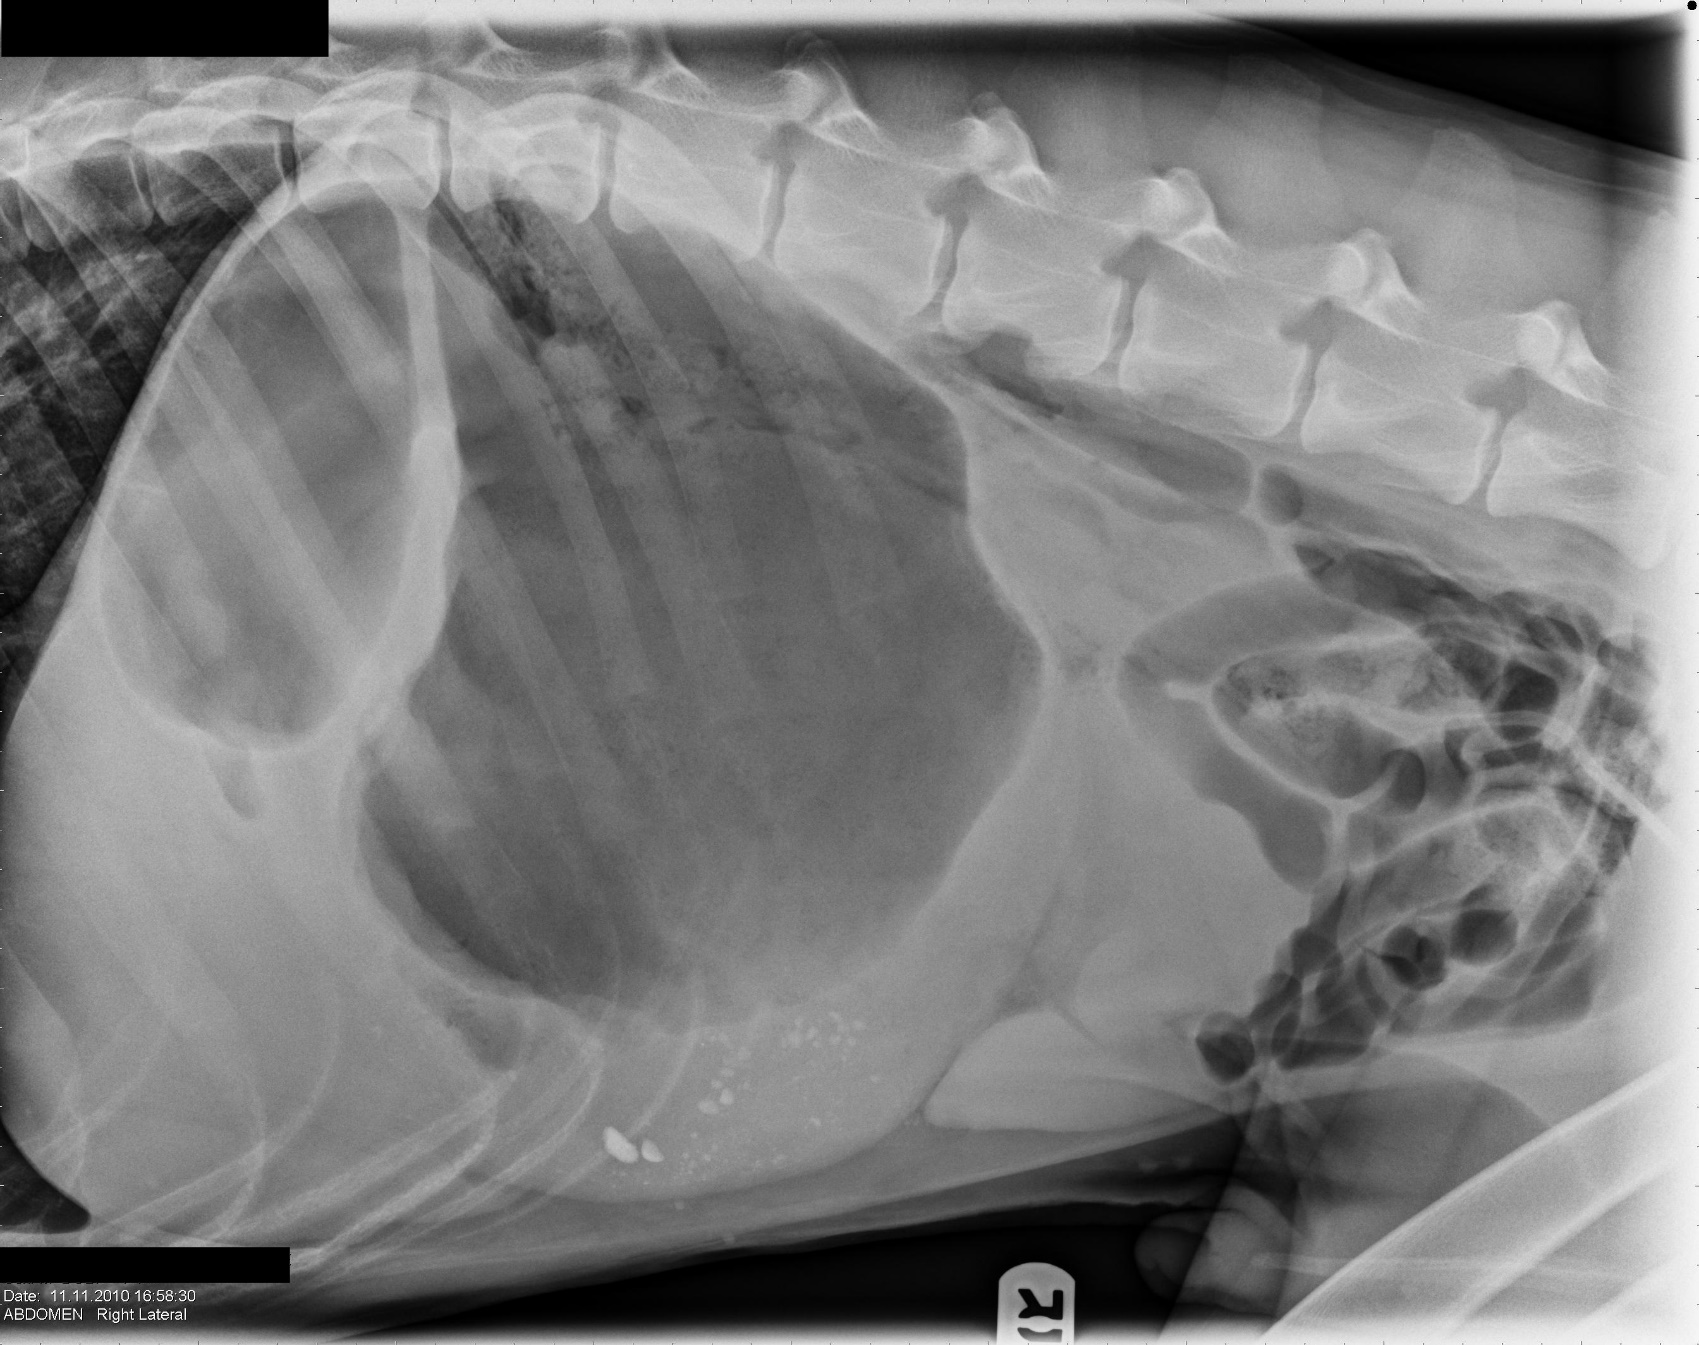 Date: 11.11.2010 16:58:30
ABDOMEN Right Lateral
R